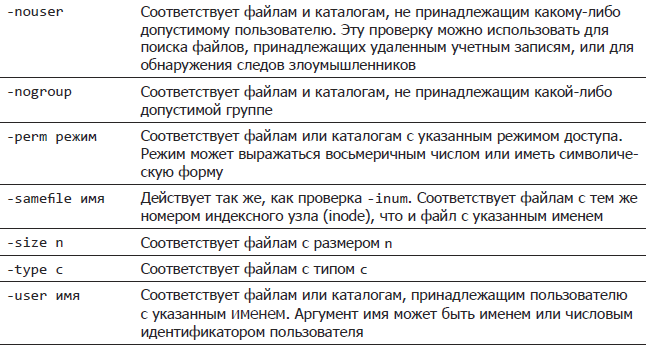 -nouser Соответствует файлам и каталогам, не принадлежащим какому-либо
допустимому пользователю. Эту проверку можно использовать для
поиска файлов, принадлежащих удаленным учетным записям, или для
обнаружения следов злоумышленников
-nogroup Соответствует файлам и каталогам, не принадлежащим какой-либо
допустимой группе
-perm режим Соответствует файлам или каталогам с указанным режимом доступа.
Режим может выражаться восьмеричным числом или иметь символиче-
скую форму
-samefile имя Действует так же, как проверка -inum. Соответствует файлам с тем же
номером индексного узла (inode), что и файл с указанным именем
-size n Соответствует файлам с размером n
-type c Соответствует файлам с типом c
-user имя Соответствует файлам или каталогам, принадлежащим пользователю
с указанным именем. Аргумент имя может быть именем или числовым
идентификатором пользователя